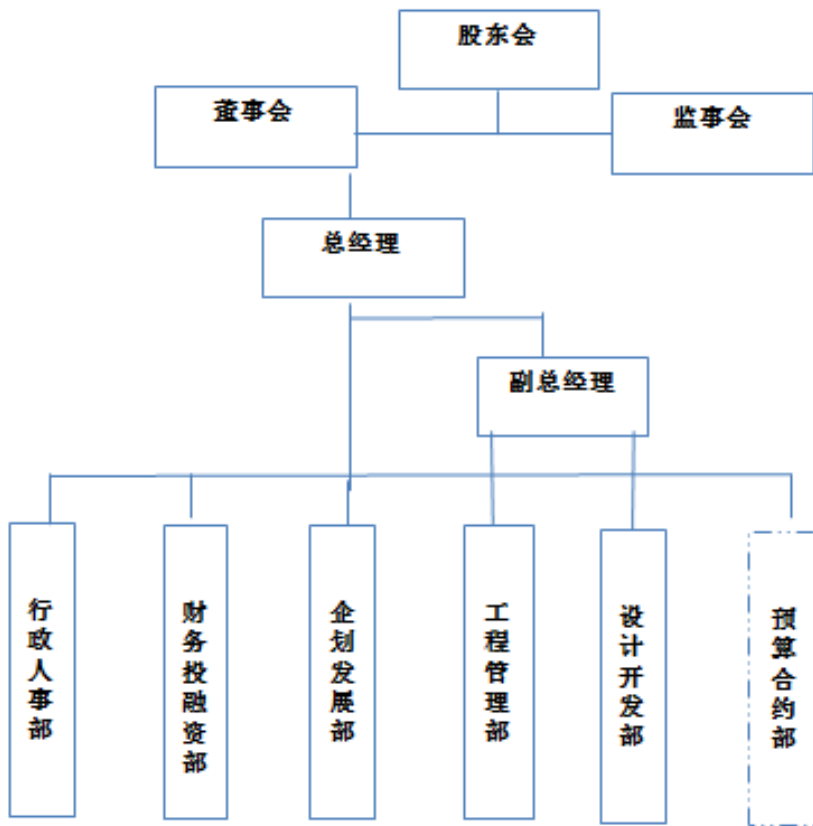 股东会
董事会
监事会
总经理
副总经理
行政人事部
财务投融资部
企划发展部
工程管理部
设计开发部
预算合约部